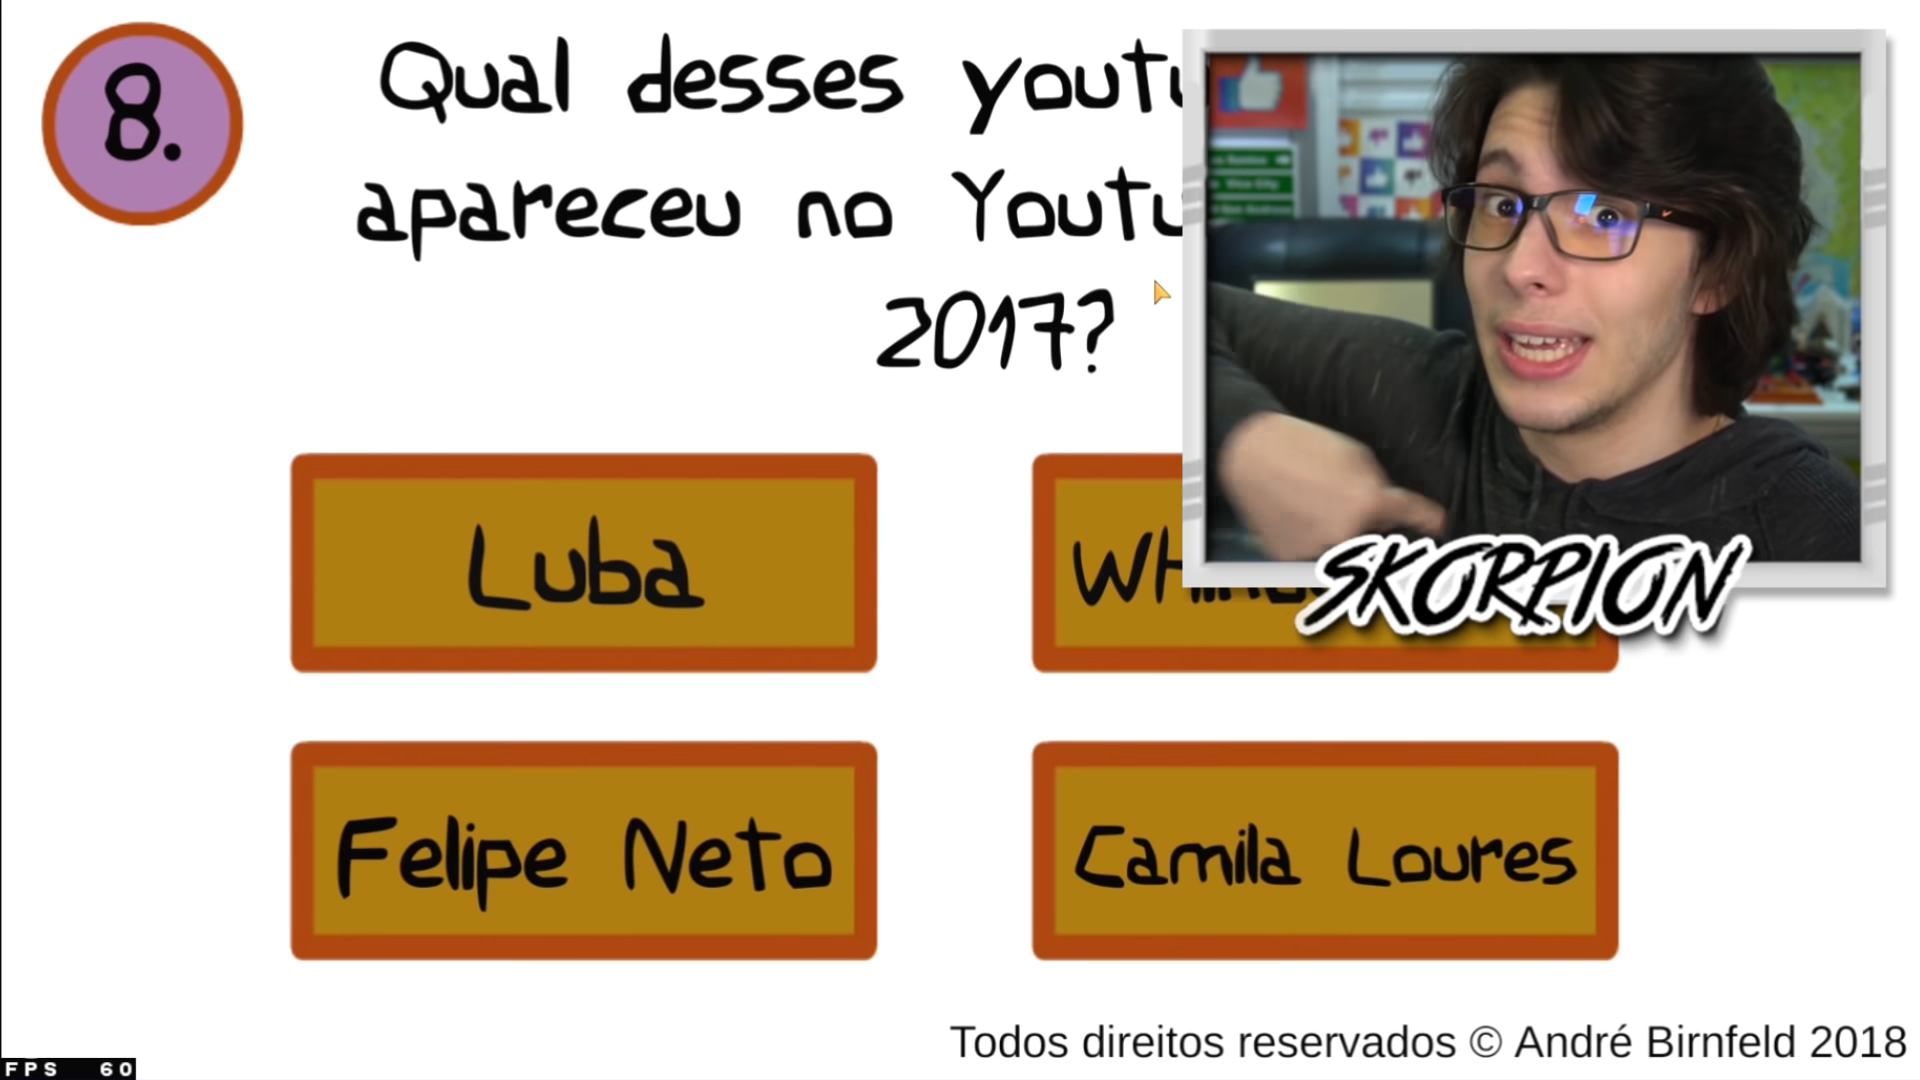 8.
Qual desses
apareceu no
2017?
Luba
Felipe Neto
Camila Loures
SKORPION
Todos direitos reservados © André Birnfeld 2018
FPS 60